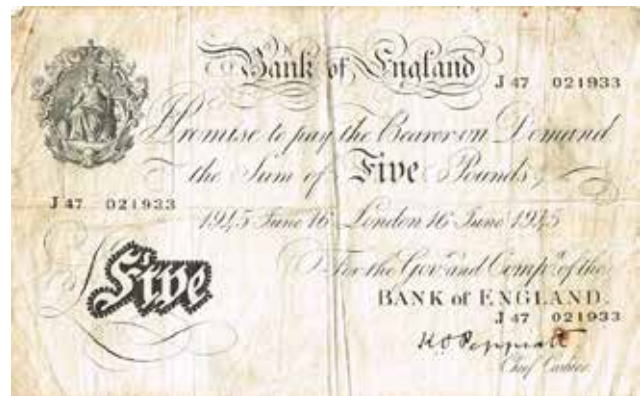 Bank of England
J 47 021933
I Promise to pay the Bearer on Demand
the Sum of Five Pounds
J 47 021933
1945 June 16 London 16 June 1945
For the Govr. and Compa. of the
BANK of ENGLAND.
J 47 021933
Five
K O Peppiatt
Chief Cashier.